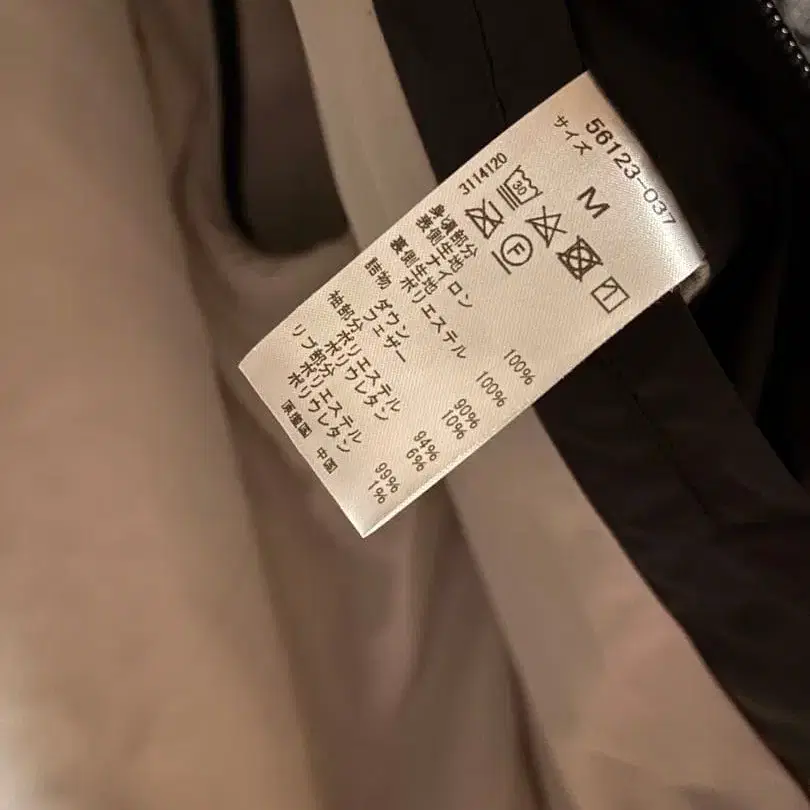 56123-037
サイズ
M
3114120
30
F
身頃部分
表側生地
ナイロン 100%
裏側生地
ポリエステル 100%
詰物
ダウン 90%
フェザー 10%
袖部分
ポリエステル 94%
ポリウレタン 6%
リブ部分
ポリエステル 99%
ポリウレタン 1%
原産国 中国